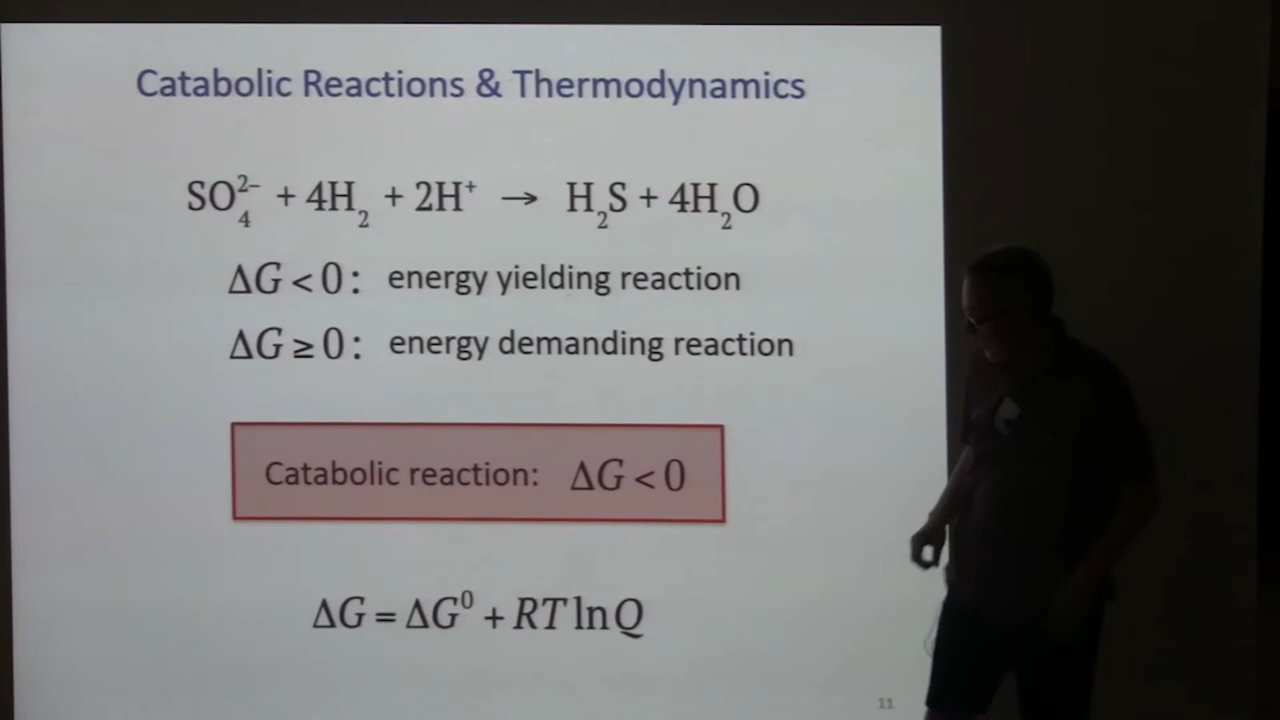 Catabolic Reactions & Thermodynamics
SO₄²⁻ + 4H₂ + 2H⁺ → H₂S + 4H₂O
ΔG < 0: energy yielding reaction
ΔG ≥ 0: energy demanding reaction
Catabolic reaction: ΔG < 0
ΔG = ΔG⁰ + RT lnQ
11